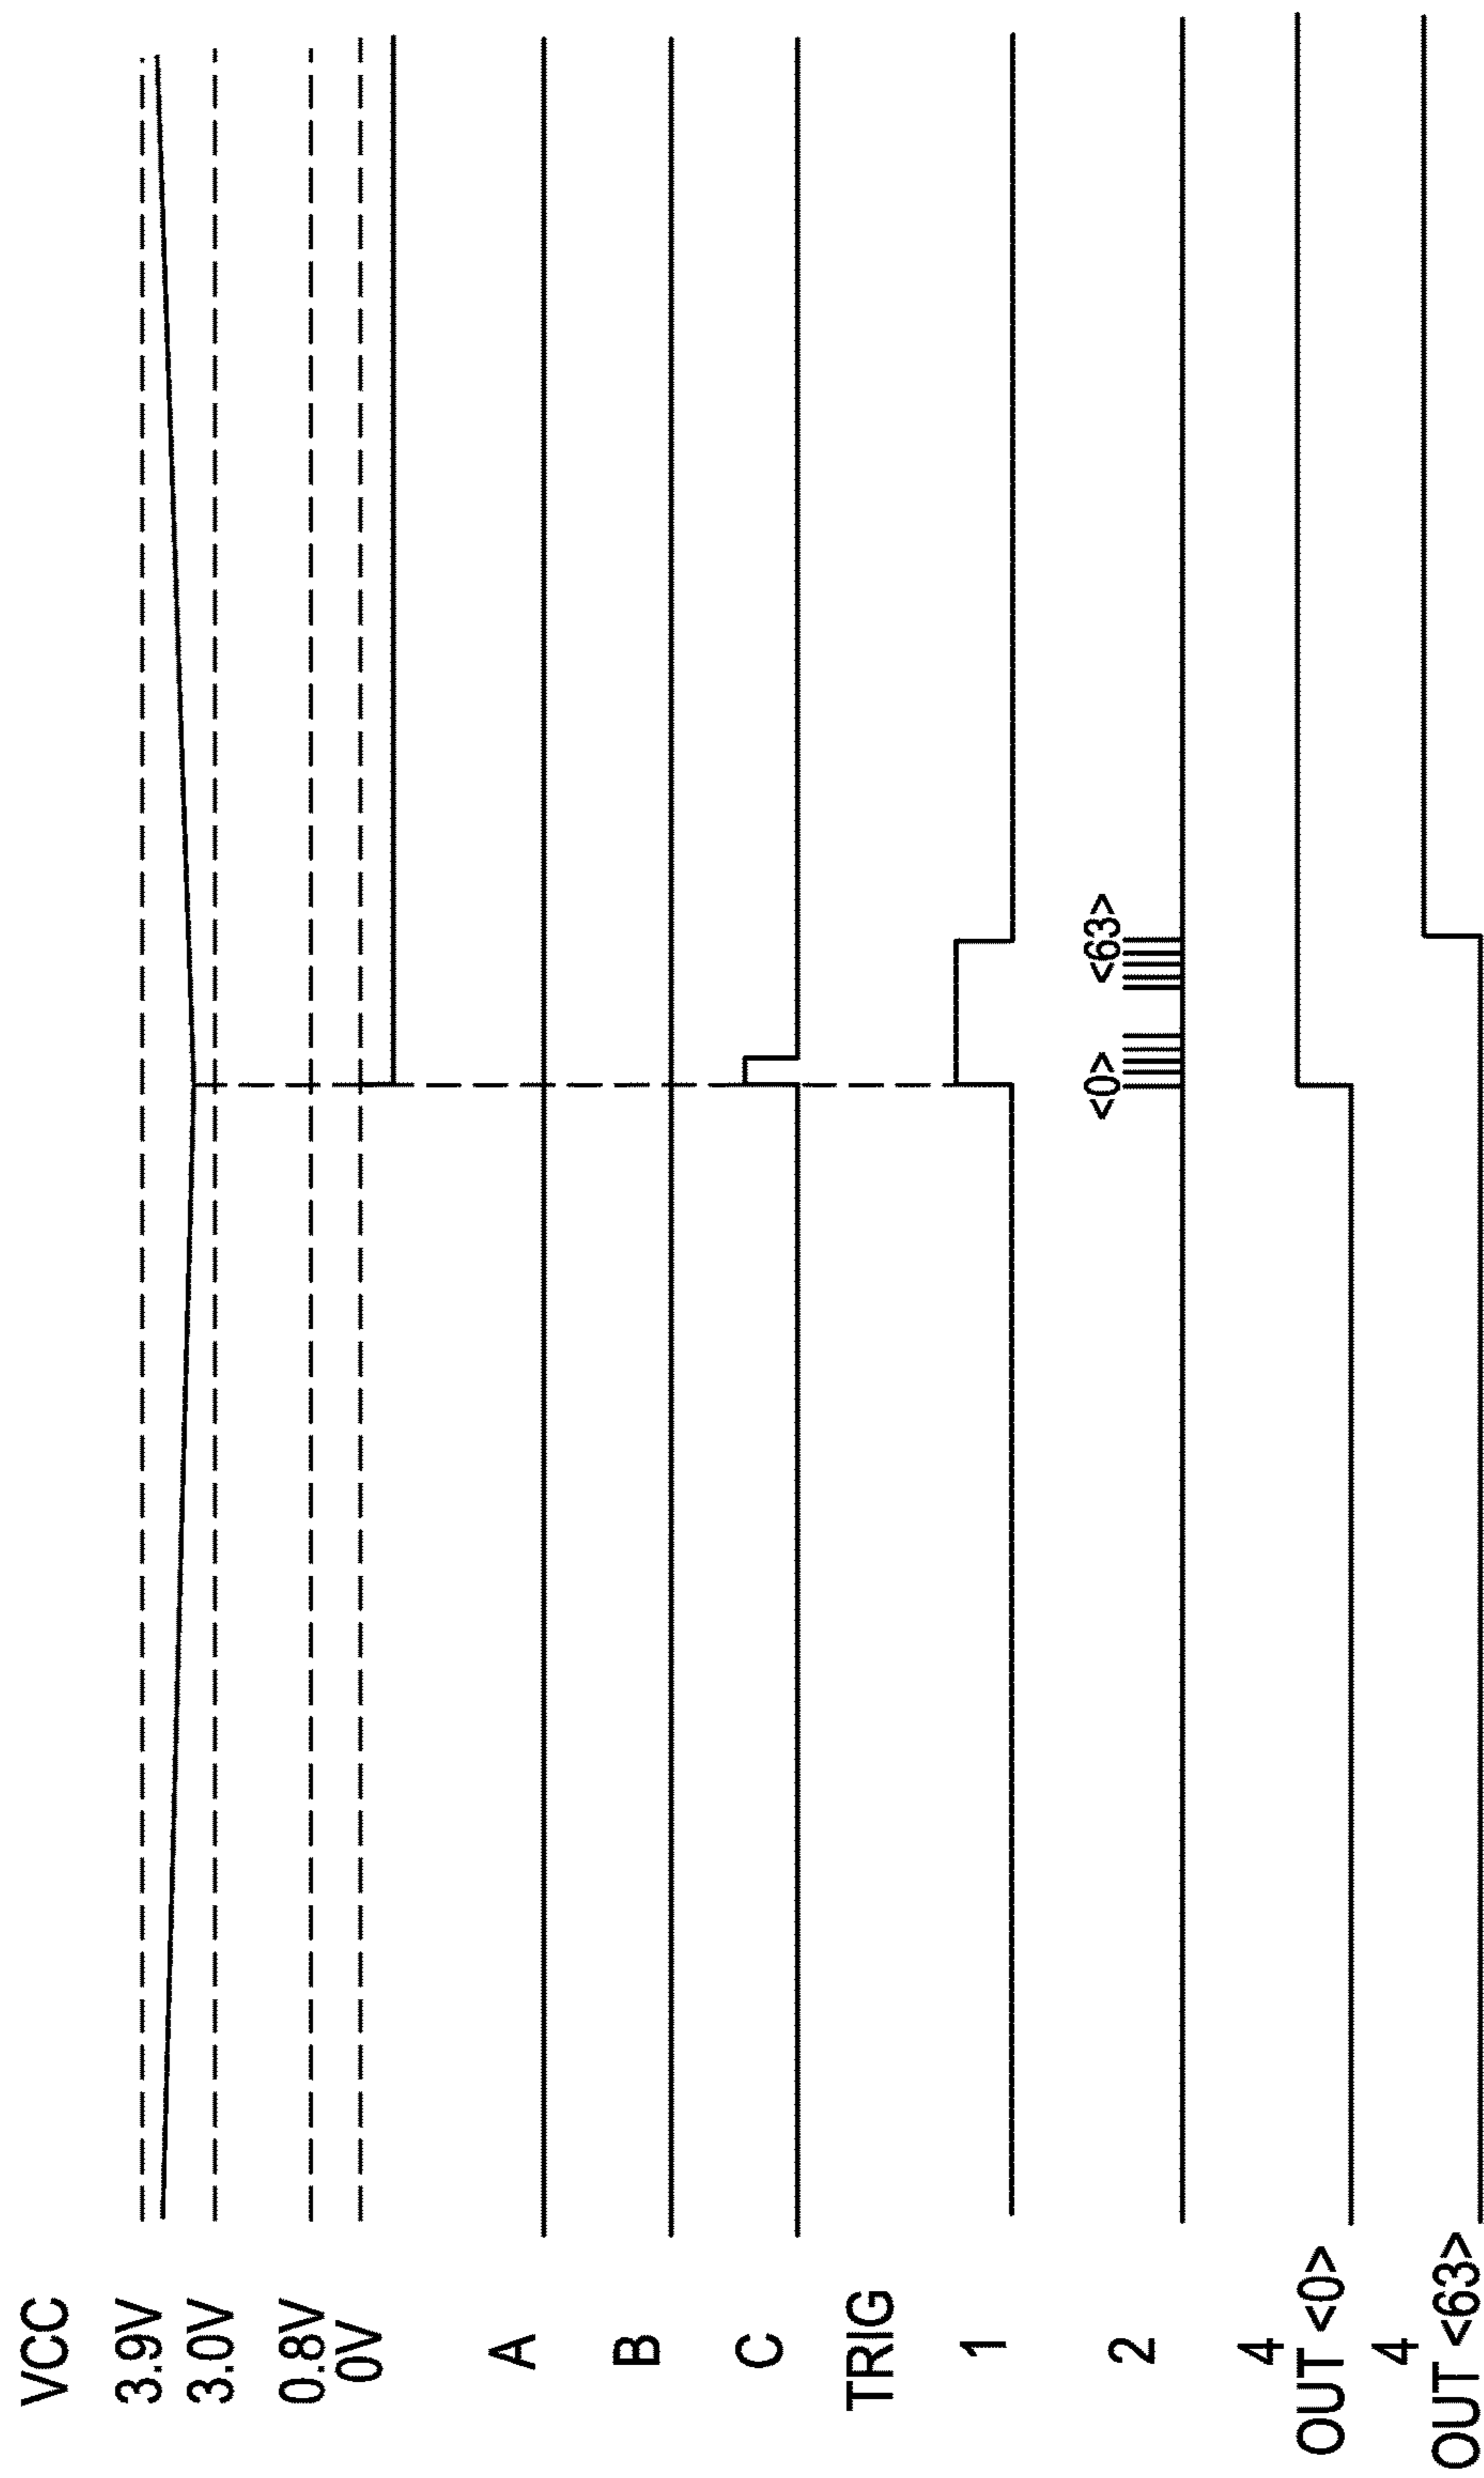 VCC
3.9V
3.0V
0.8V
0V
A
B
C
TRIG
1
2
<0>
<63>
4
OUT <0>
4
OUT <63>